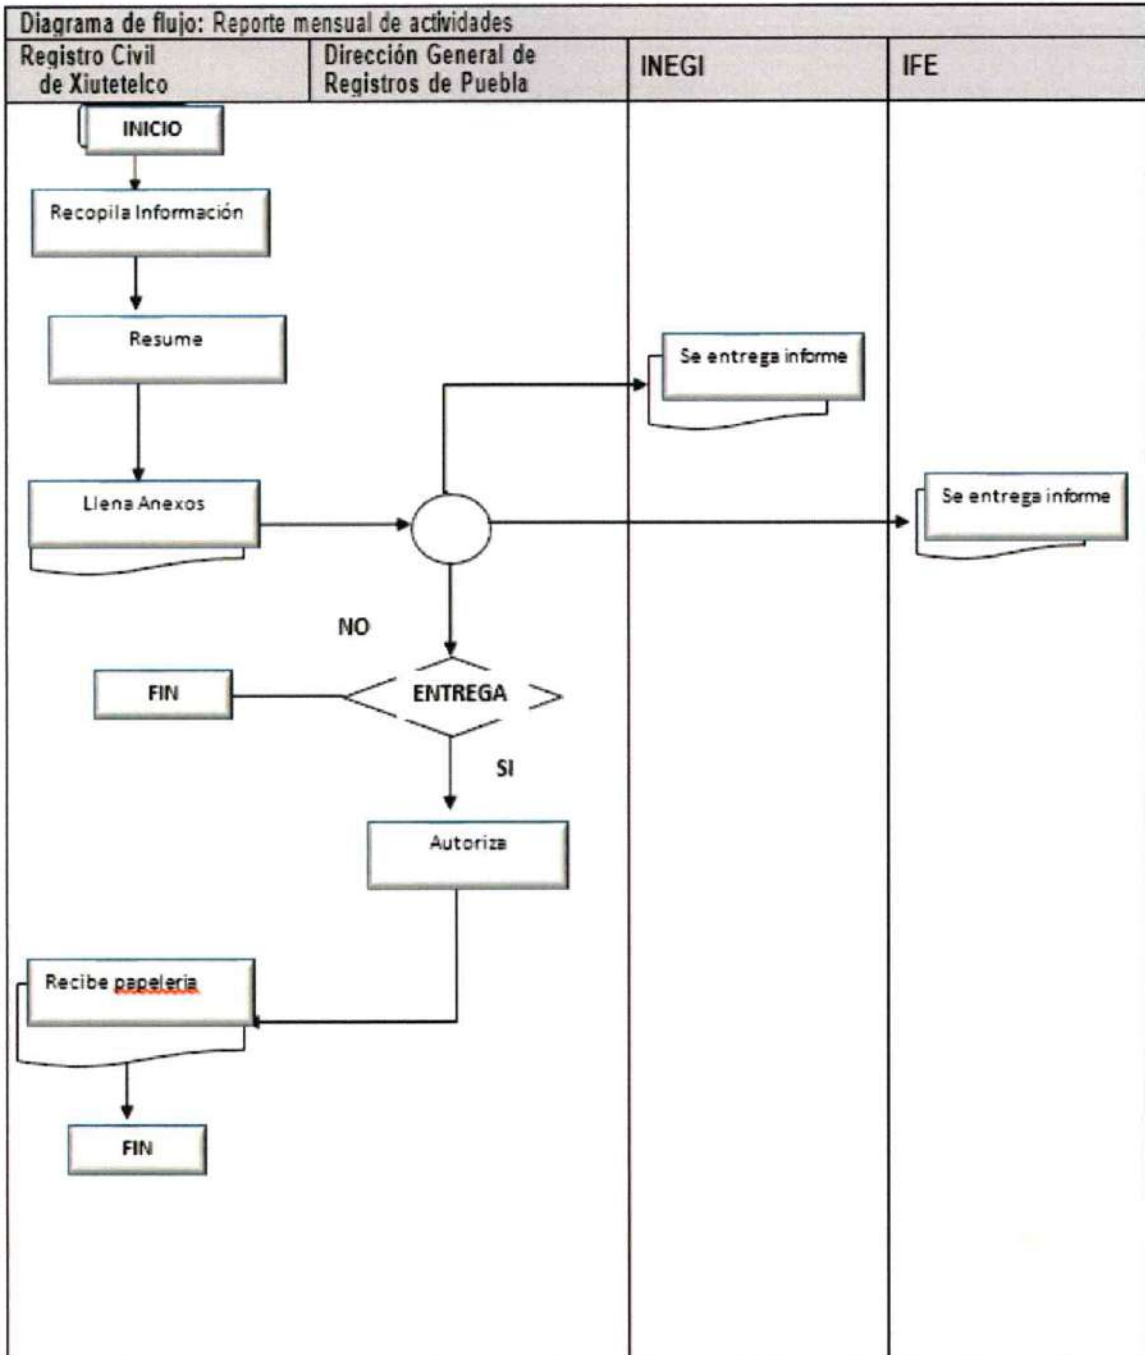 Diagrama de flujo: Reporte mensual de actividades
Registro Civil
de Xiutetelco
Dirección General de
Registros de Puebla
INEGI
IFE
INICIO
Recopila Información
Resume
Se entrega informe
Llena Anexos
Se entrega informe
NO
FIN
ENTREGA
SI
Autoriza
Recibe papeleria
FIN